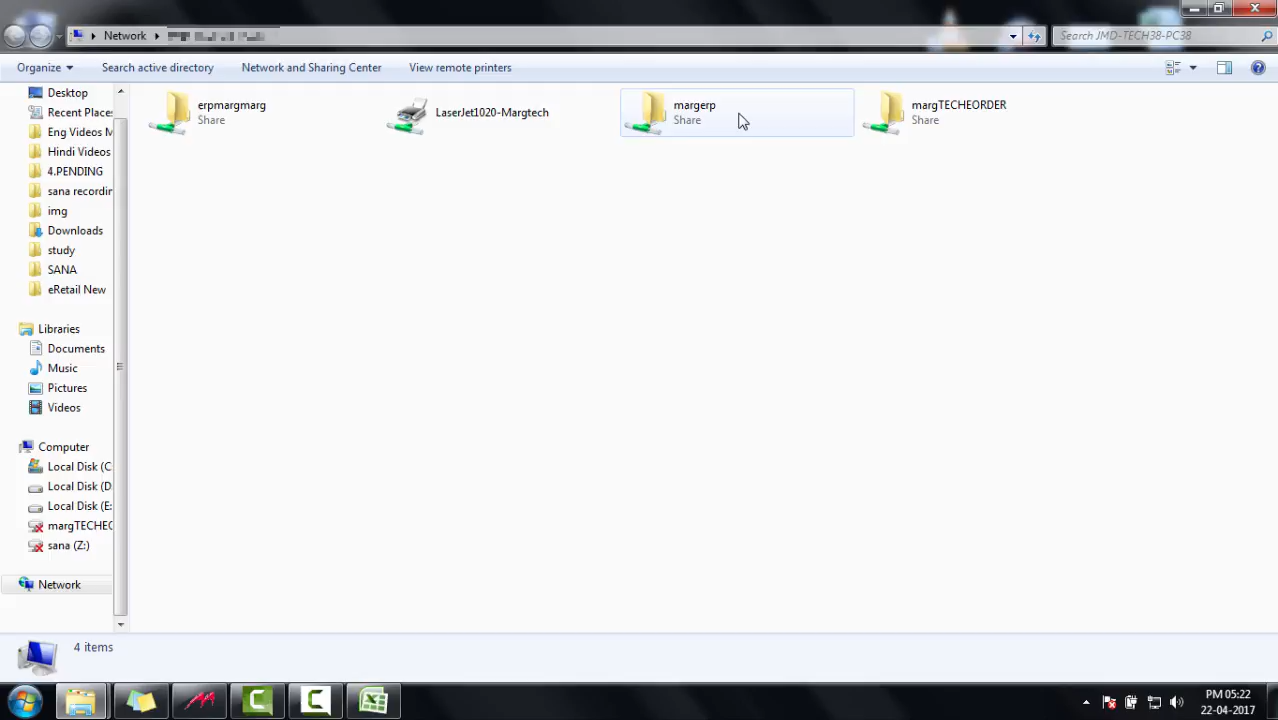 Network
Search JMD-TECH38-PC38
Organize
Search active directory
Network and Sharing Center
View remote printers
Desktop
Recent Places
Eng Videos M
Hindi Videos
4.PENDING
sana recordin
img
Downloads
study
SANA
eRetail New
Libraries
Documents
Music
Pictures
Videos
Computer
Local Disk (C
Local Disk (D
Local Disk (E:
margTECHEO
sana (Z:)
Network
erpmargmarg
Share
LaserJet1020-Margtech
margerp
Share
margTECHEORDER
Share
4 items
PM 05:22
22-04-2017